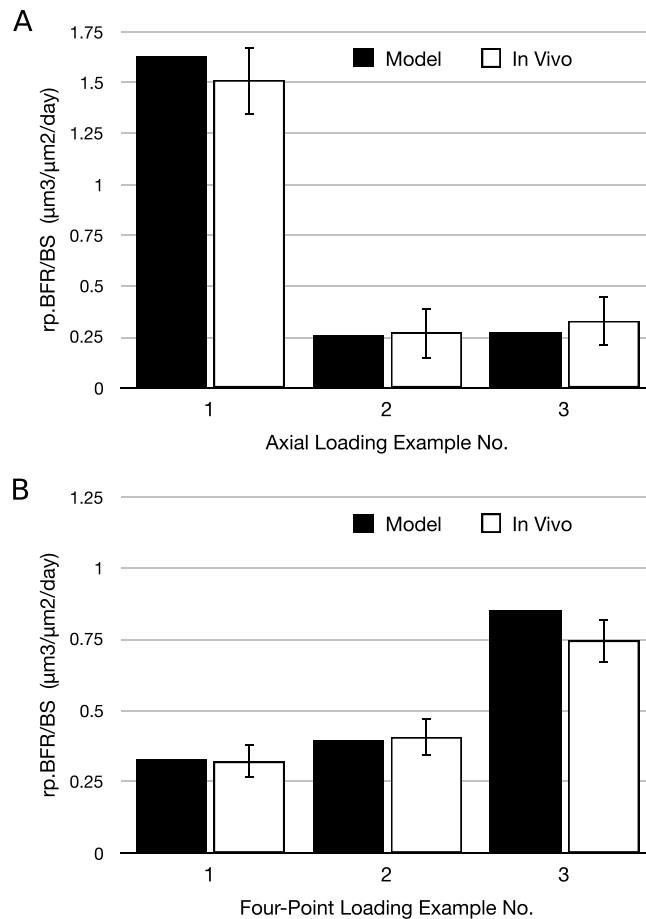 A
1.75
1.5
1.25
1
0.75
0.5
0.25
0
rp.BFR/BS (µm3/µm2/day)
Model
In Vivo
1
2
3
Axial Loading Example No.
B
1.25
1
0.75
0.5
0.25
0
rp.BFR/BS (µm3/µm2/day)
Model
In Vivo
1
2
3
Four-Point Loading Example No.